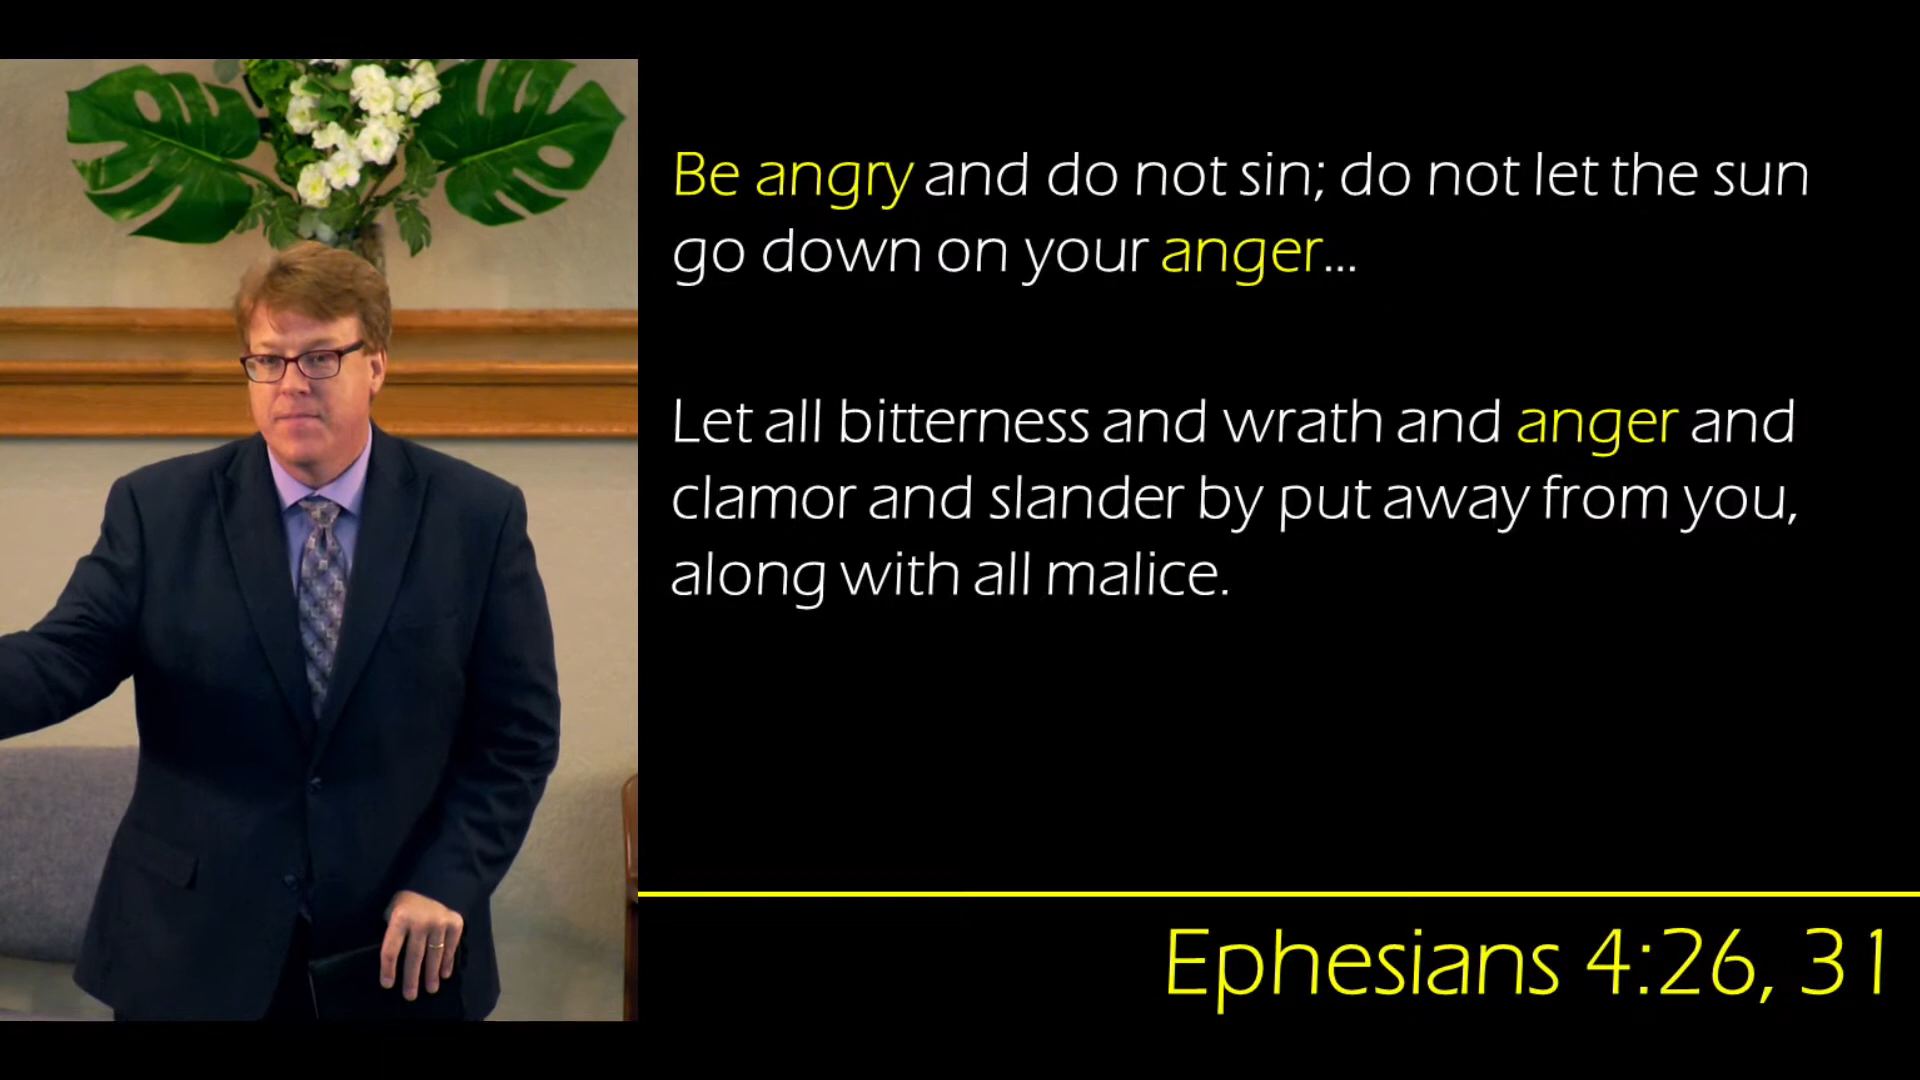 Be angry and do not sin; do not let the sun
go down on your anger...
Let all bitterness and wrath and anger and
clamor and slander by put away from you,
along with all malice.
Ephesians 4:26, 31